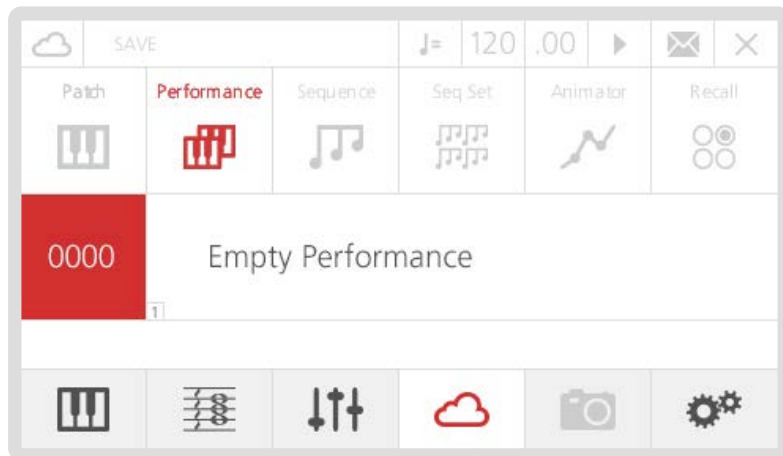 SAVE ♩= 120 .00
Patch Performance Sequence Seq Set Animator Recall
0000 Empty Performance
1